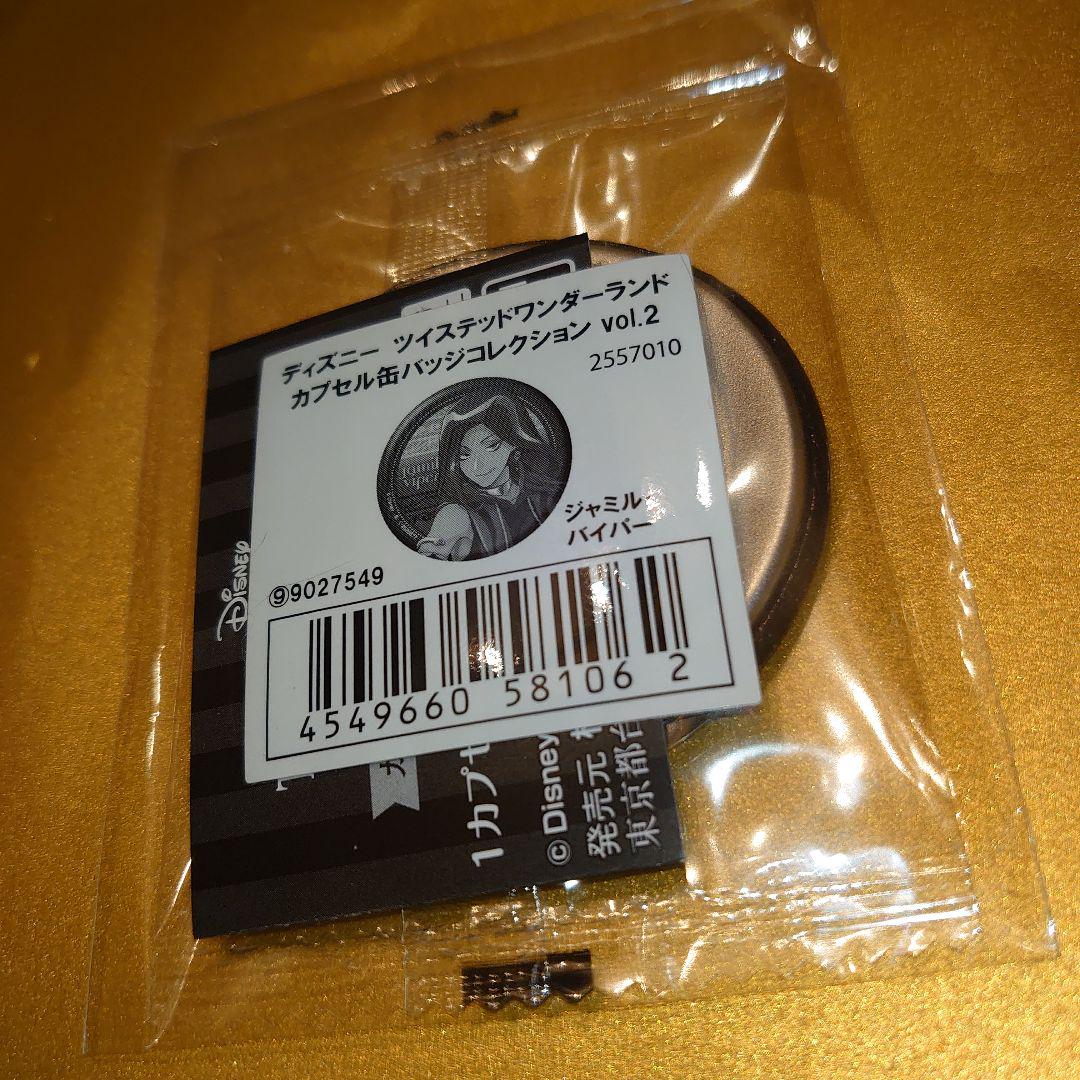 ディズニー ツイステッドワンダーランド
カプセル缶バッジコレクション vol.2
2557010
Viper
ジャミル・
バイパー
⑨9027549
4549660 58106 2
Disney
1カプセ
©Disney
発売元
東京都台